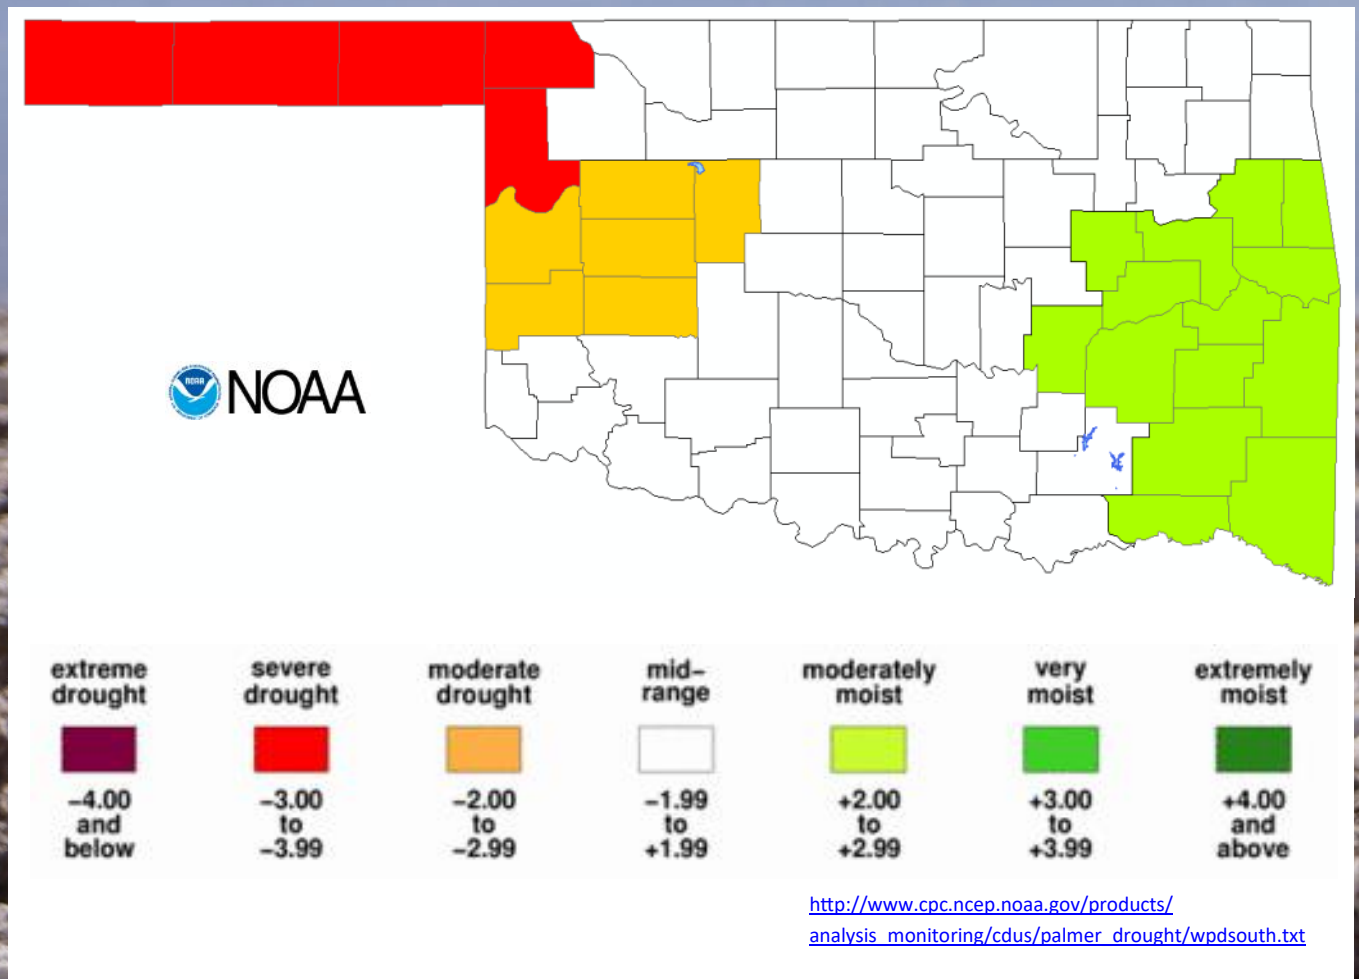 NOAA
NOAA
extreme drought
severe drought
moderate drought
mid-range
moderately moist
very moist
extremely moist
−4.00 and below
−3.00 to −3.99
−2.00 to −2.99
−1.99 to +1.99
+2.00 to +2.99
+3.00 to +3.99
+4.00 and above
http://www.cpc.ncep.noaa.gov/products/
analysis_monitoring/cdus/palmer_drought/wpdsouth.txt